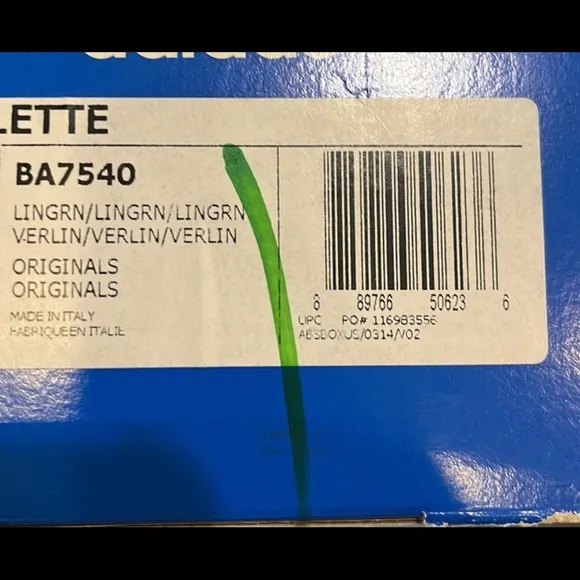 LETTE
BA7540
LINGRN/LINGRN/LINGRN
VERLIN/VERLIN/VERLIN
ORIGINALS
ORIGINALS
MADE IN ITALY
FABRIQUE EN ITALIE
8 89766 50623 6
UPC PO# 116983556
ABSBOXUS/0314/V02